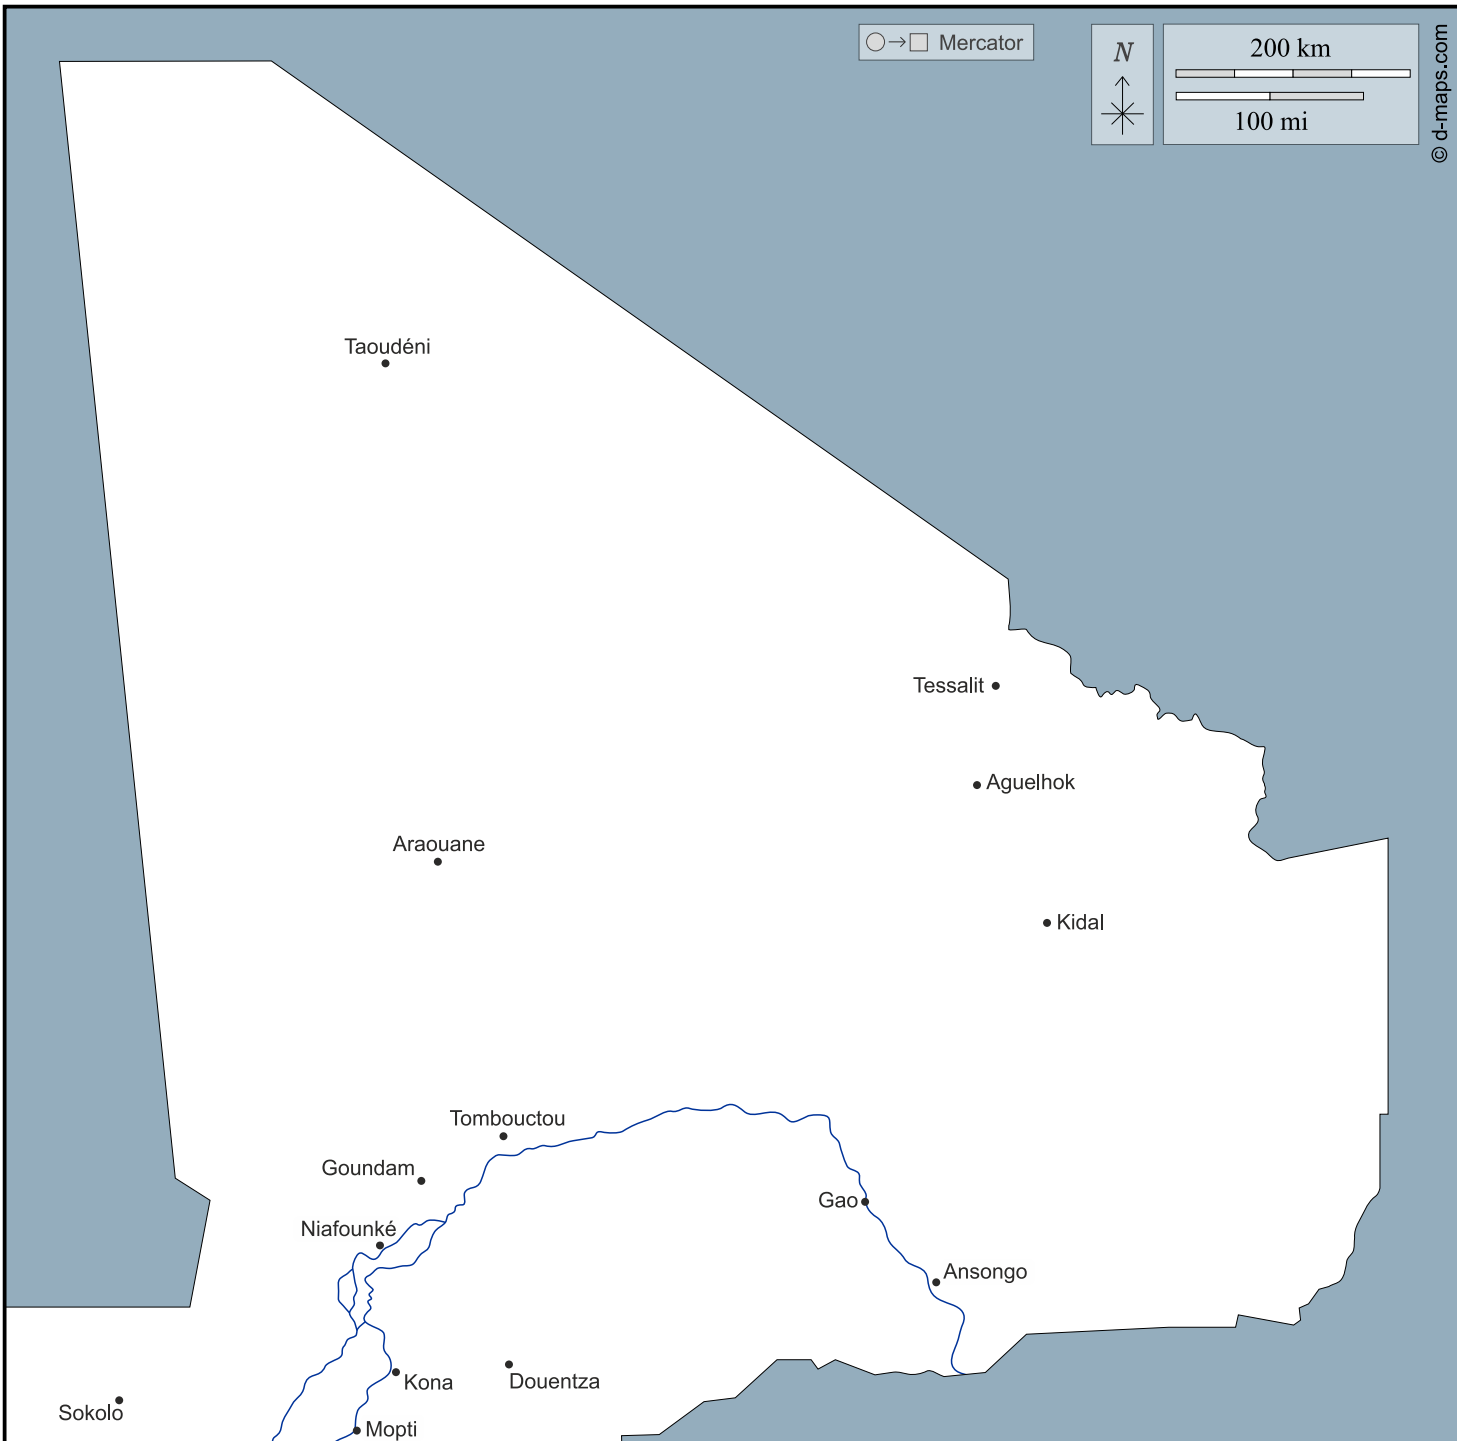 Mercator
N
200 km
100 mi
© d-maps.com
Taoudéni
Tessalit
Aguelhok
Araouane
Kidal
Tombouctou
Goundam
Gao
Niafounké
Ansongo
Kona
Douentza
Sokolo
Mopti